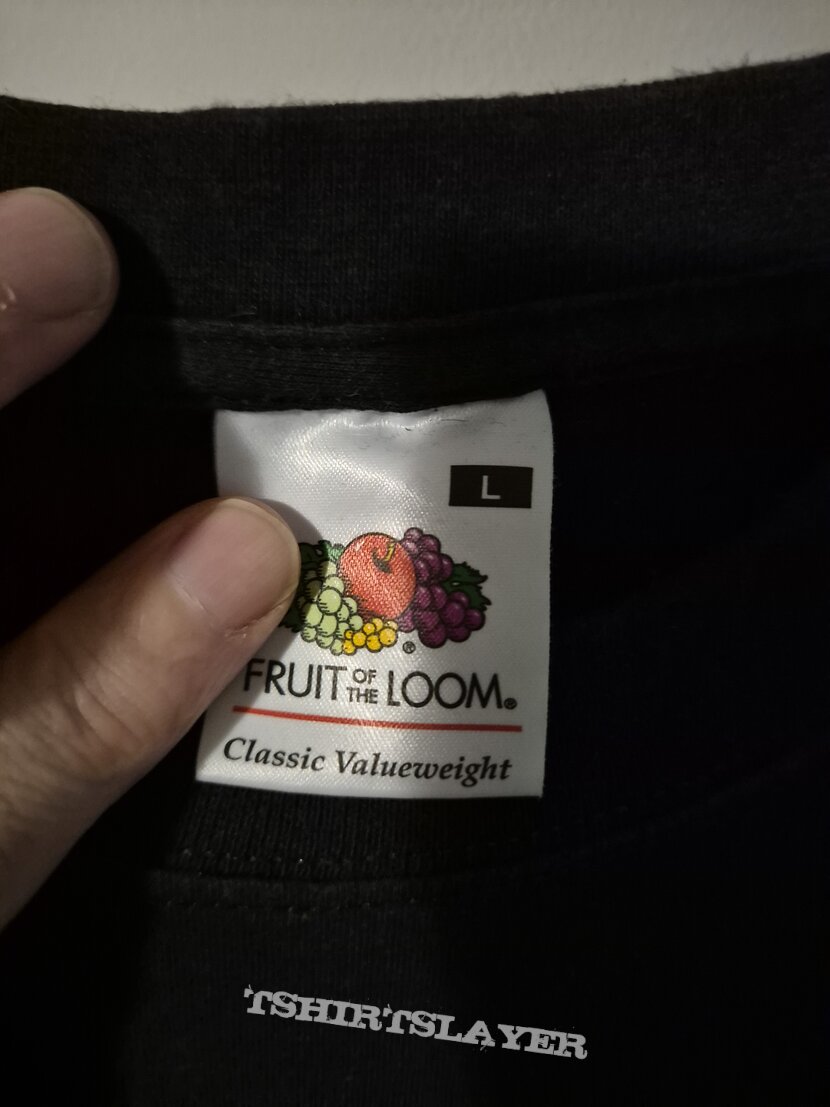 L
FRUIT OF THE LOOM®
Classic Valueweight
TSHIRTSLAYER